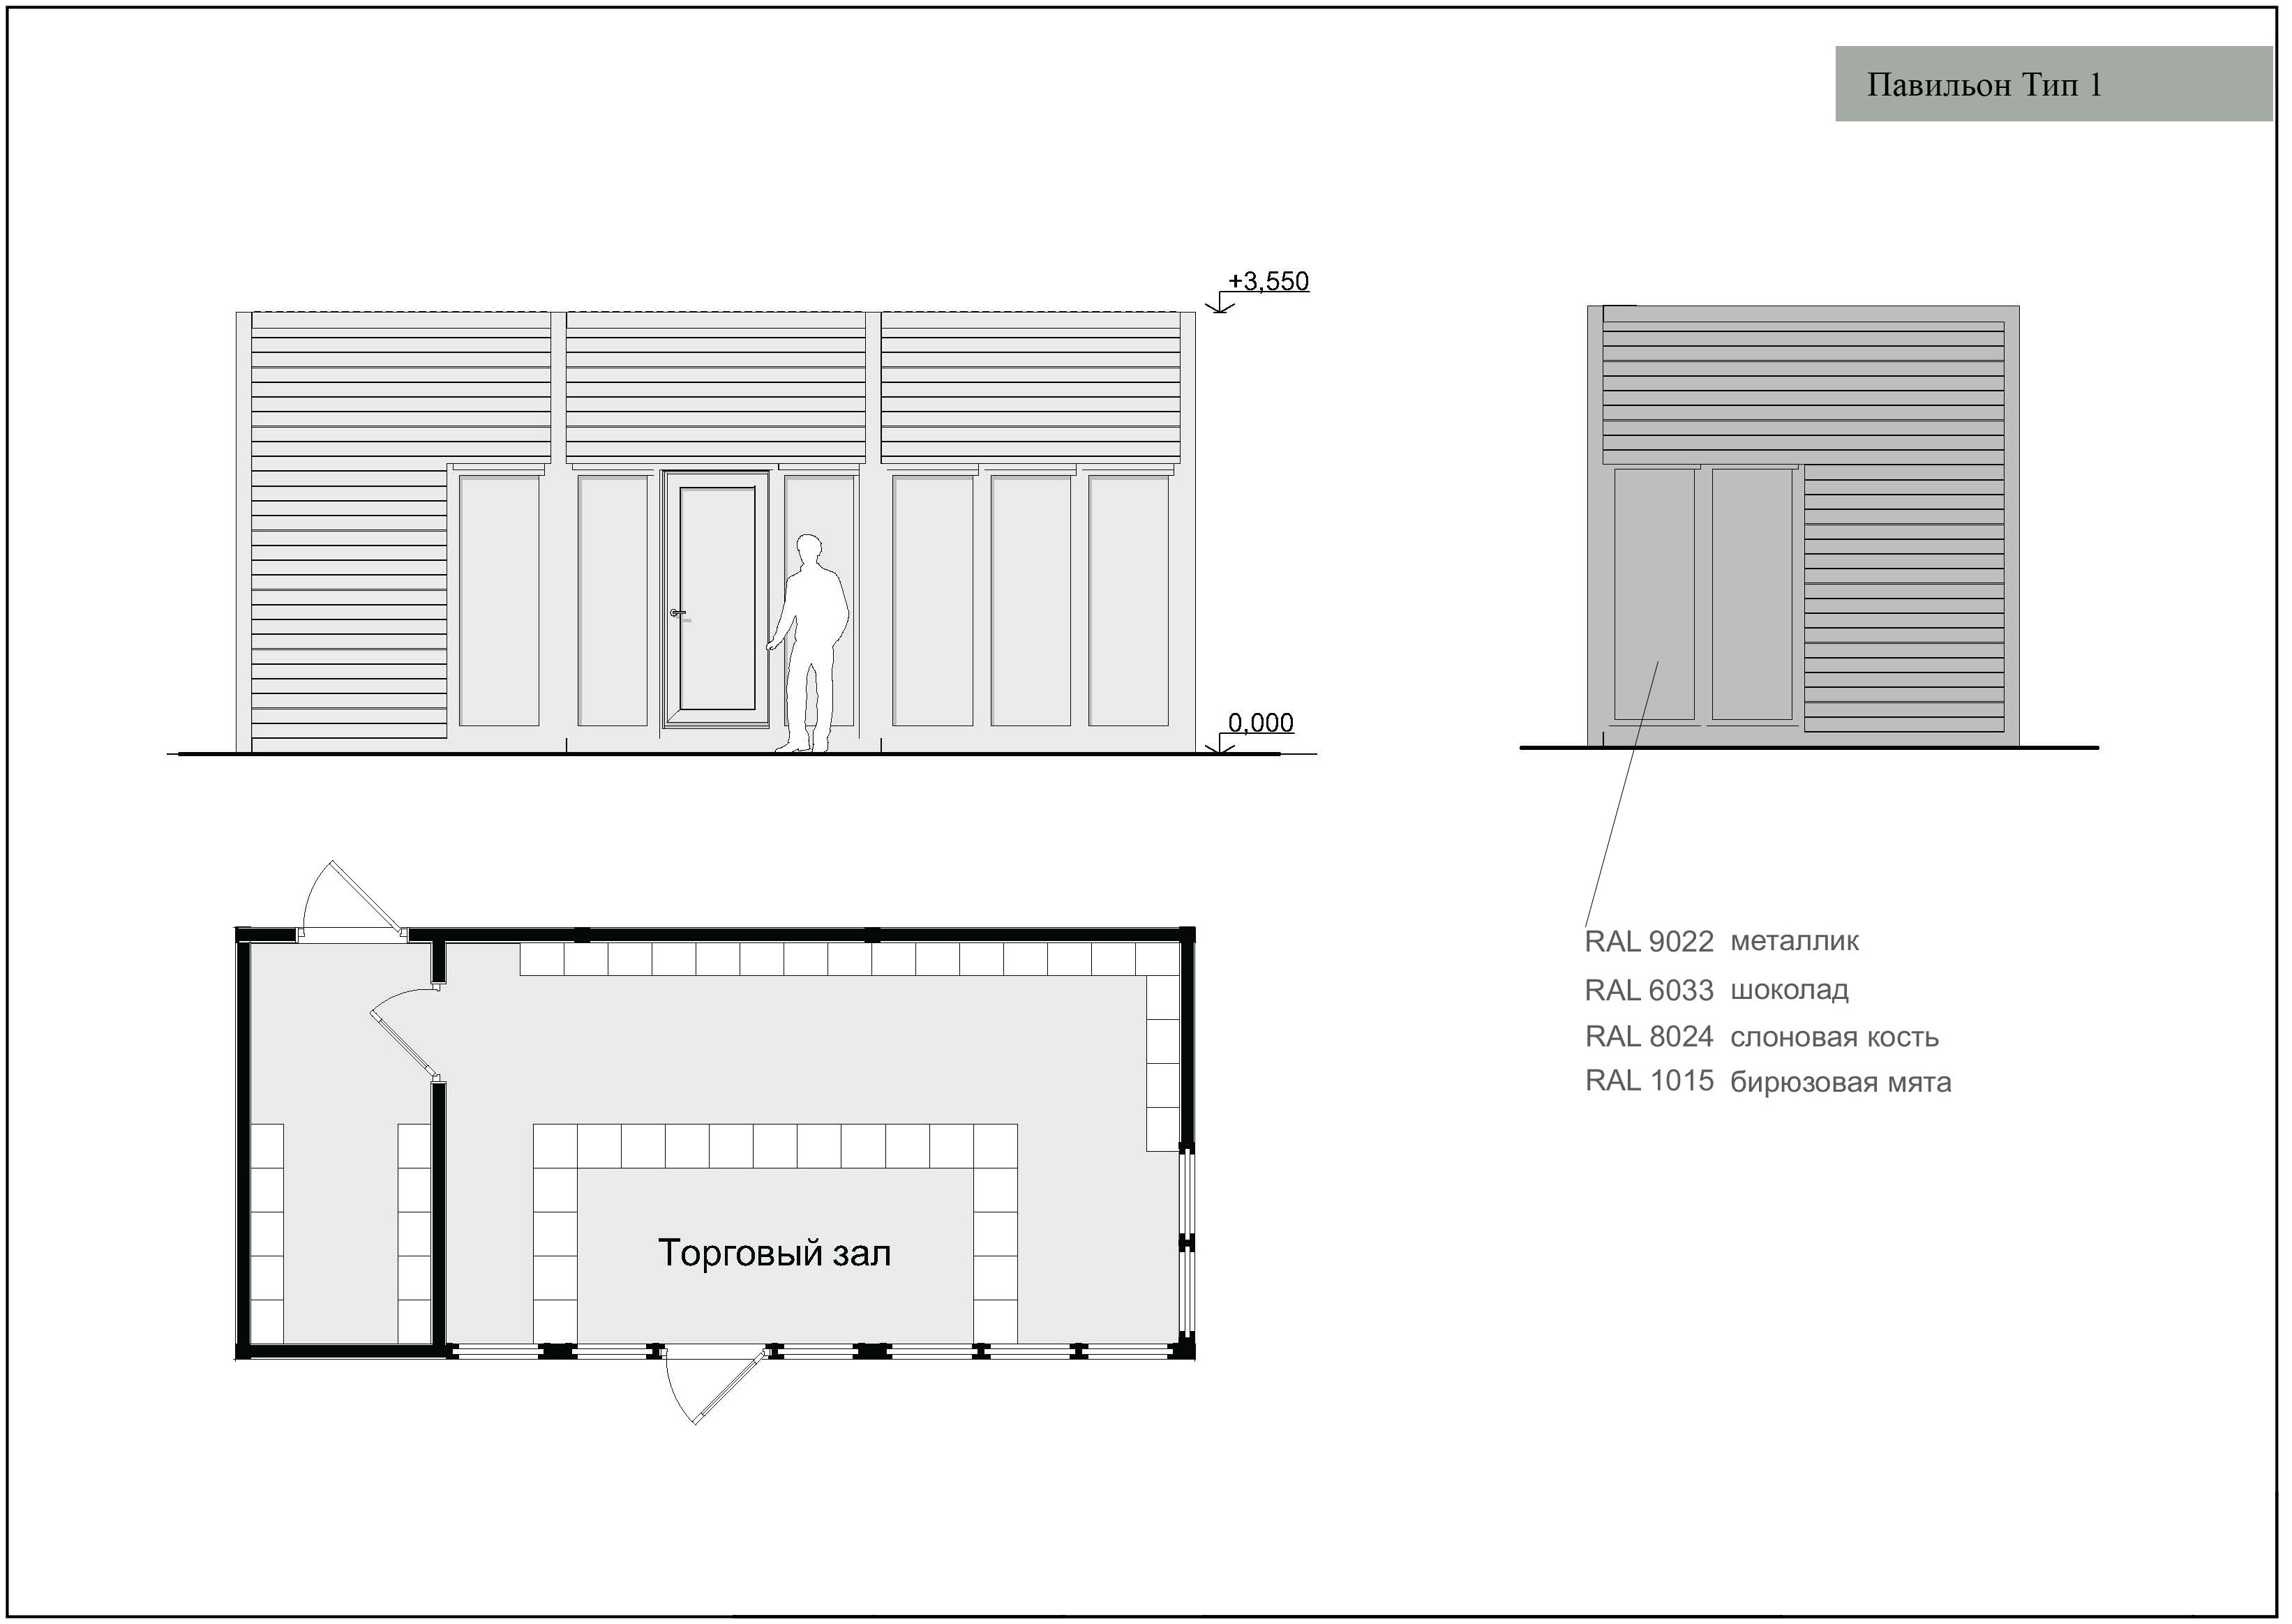 Павильон Тип 1
+3,550
0,000
RAL 9022 металлик
RAL 6033 шоколад
RAL 8024 слоновая кость
RAL 1015 бирюзовая мята
Торговый зал